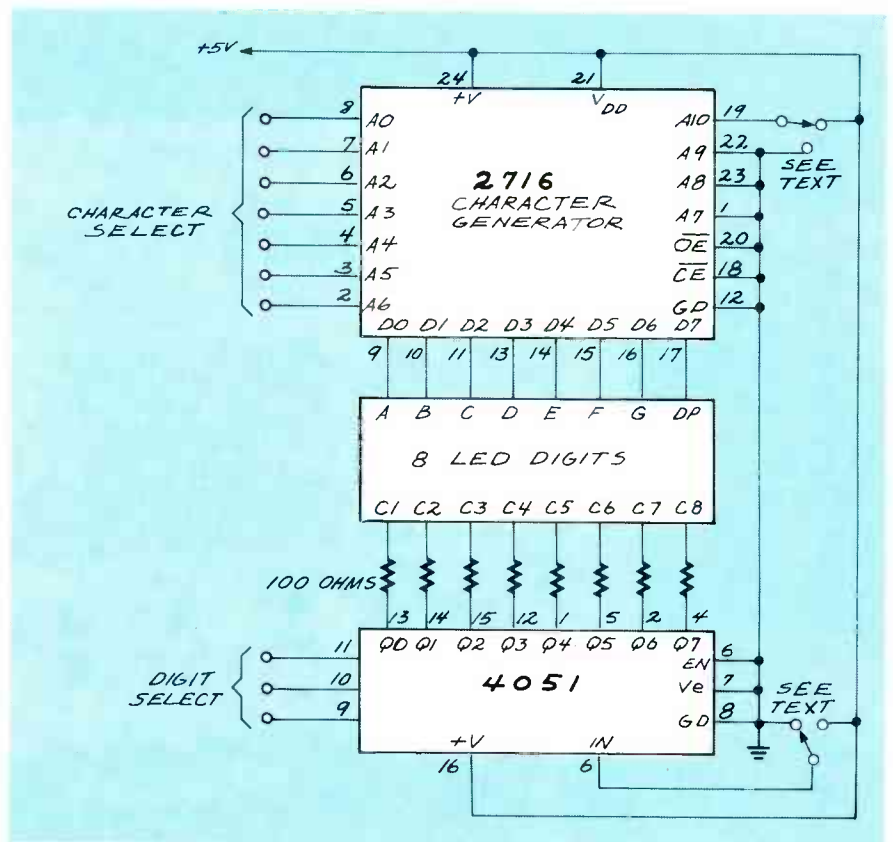 +5V
24
21
+V
VDD
8 A0
7 A1
6 A2
5 A3
4 A4
3 A5
2 A6
CHARACTER
SELECT
2716
CHARACTER
GENERATOR
A10 19
A9 22
A8 23
A7 1
OE 20
CE 18
GD 12
SEE
TEXT
D0 D1 D2 D3 D4 D5 D6 D7
9 10 11 13 14 15 16 17
A B C D E F G DP
8 LED DIGITS
C1 C2 C3 C4 C5 C6 C7 C8
100 OHMS
13 14 15 12 1 5 2 4
Q0 Q1 Q2 Q3 Q4 Q5 Q6 Q7
11
10
9
DIGIT
SELECT
4051
EN 6
Ve 7
GD 8
SEE
TEXT
+V
IN
16
6